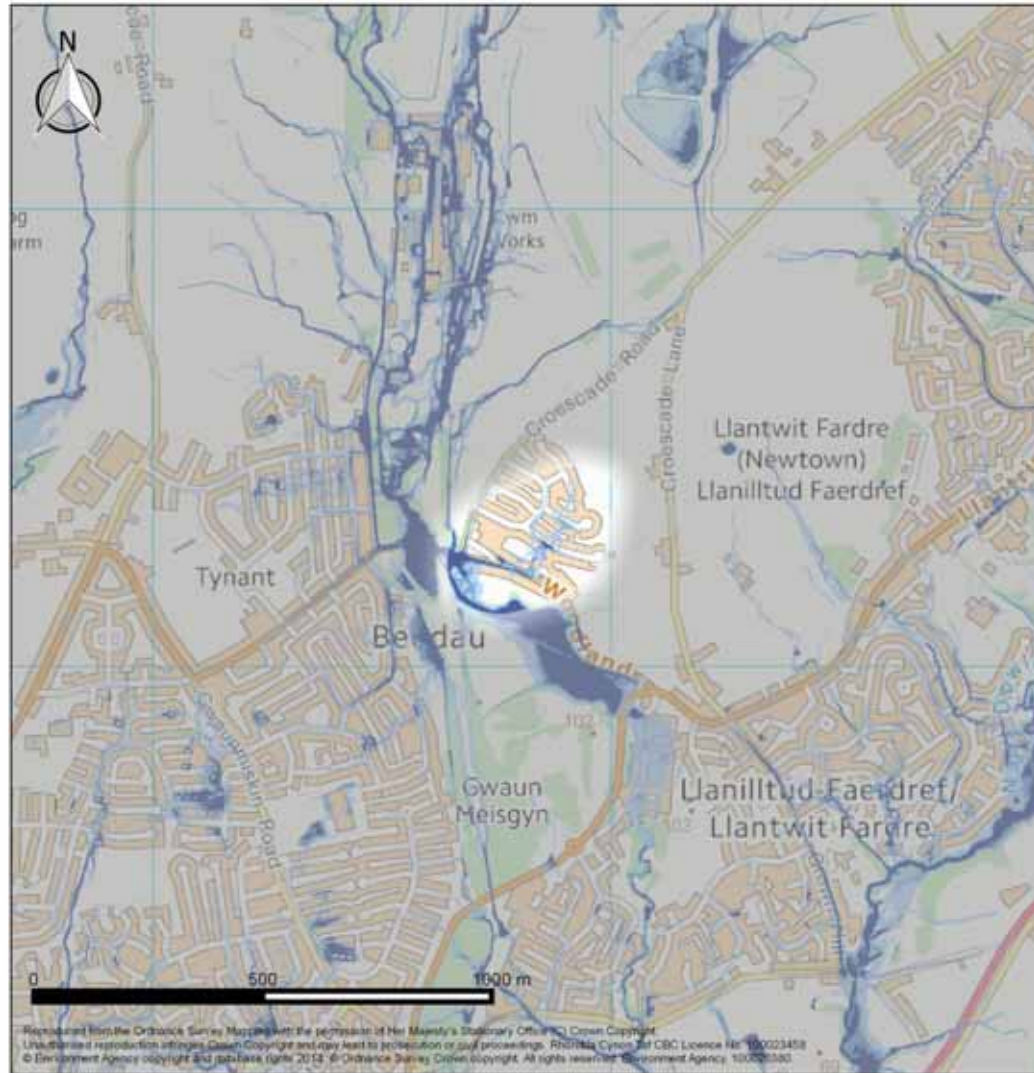 N
Croescade Road
Croescade Lane
Llantwit Fardre
(Newtown)
Llanilltud Faerdref
Tynant
Gwaun
Meisgyn
102
Llanilltud Faerdref/
Llantwit Fardre
0
500
1000 m
Reproduced from the Ordnance Survey Mapping with the permission of Her Majesty's Stationary Office (C) Crown Copyright.
Unauthorised reproduction infringes Crown Copyright and may lead to prosecution or civil proceedings. Rhondda Cynon Taf CBC Licence No: 100023458
© Environment Agency copyright and database rights 2014. © Ordnance Survey Crown copyright. All rights reserved. Environment Agency, 100026380.